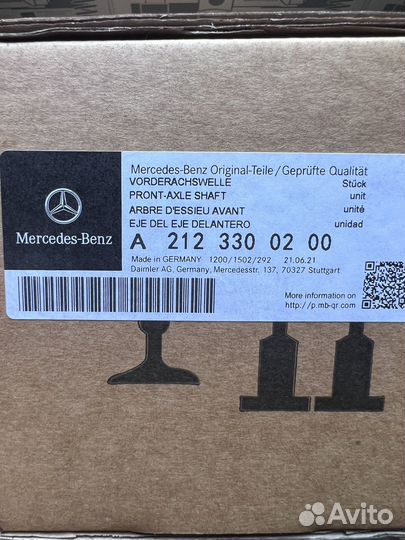 Mercedes-Benz Original-Teile/Geprüfte Qualität
VORDERACHSWELLE Stück
PRONT-AXLE SHAFT unit
ARBRE D'ESSIEU AVANT unité
EJE DEL EJE DELANTERO unidad
Mercedes-Benz
A 212 330 02 00
Made in GERMANY 1200/1502/292 21.06.21
Daimler AG, Germany, Mercedesstr. 137, 70327 Stuttgart
More information on
http://p.mb-qr.com
Avito